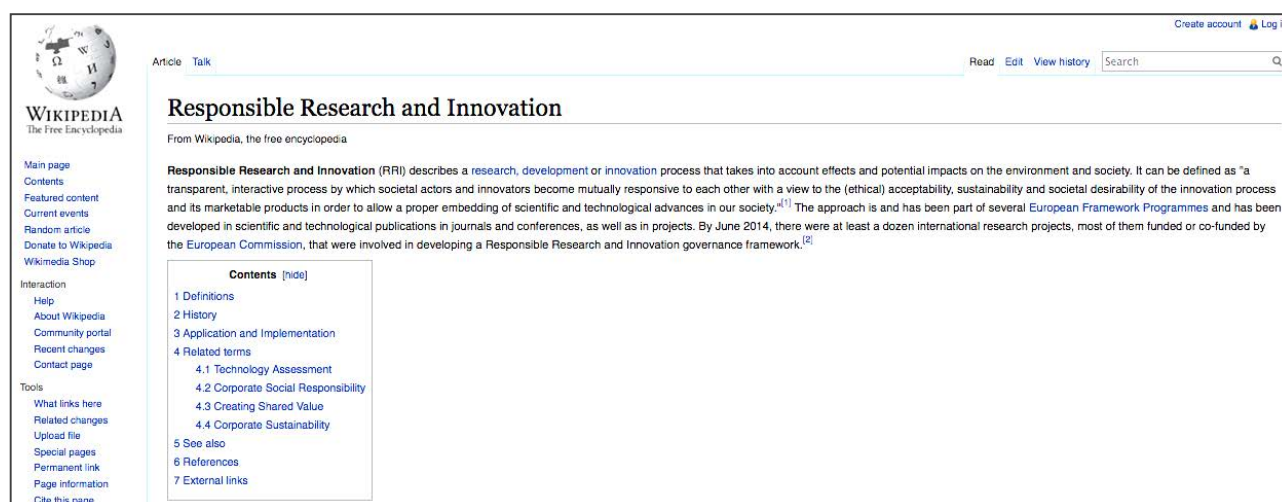 Create account Log i
Article Talk
Read Edit View history Search
WIKIPEDIA
The Free Encyclopedia
Main page
Contents
Featured content
Current events
Random article
Donate to Wikipedia
Wikimedia Shop
Interaction
Help
About Wikipedia
Community portal
Recent changes
Contact page
Tools
What links here
Related changes
Upload file
Special pages
Permanent link
Page information
Cite this page
Responsible Research and Innovation
From Wikipedia, the free encyclopedia
Responsible Research and Innovation (RRI) describes a research, development or innovation process that takes into account effects and potential impacts on the environment and society. It can be defined as "a
transparent, interactive process by which societal actors and innovators become mutually responsive to each other with a view to the (ethical) acceptability, sustainability and societal desirability of the innovation process
and its marketable products in order to allow a proper embedding of scientific and technological advances in our society."[1] The approach is and has been part of several European Framework Programmes and has been
developed in scientific and technological publications in journals and conferences, as well as in projects. By June 2014, there were at least a dozen international research projects, most of them funded or co-funded by
the European Commission, that were involved in developing a Responsible Research and Innovation governance framework.[2]
Contents [hide]
1 Definitions
2 History
3 Application and Implementation
4 Related terms
4.1 Technology Assessment
4.2 Corporate Social Responsibility
4.3 Creating Shared Value
4.4 Corporate Sustainability
5 See also
6 References
7 External links